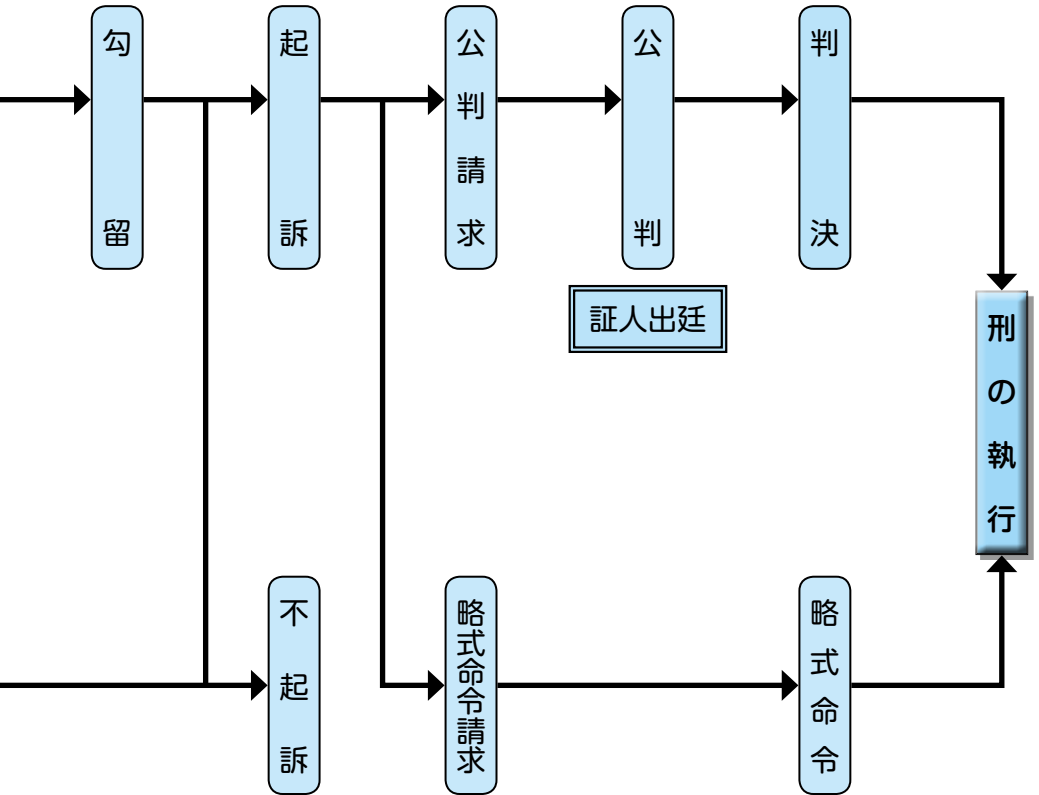 勾留
起訴
公判請求
公判
判決
証人出廷
刑の執行
不起訴
略式命令請求
略式命令